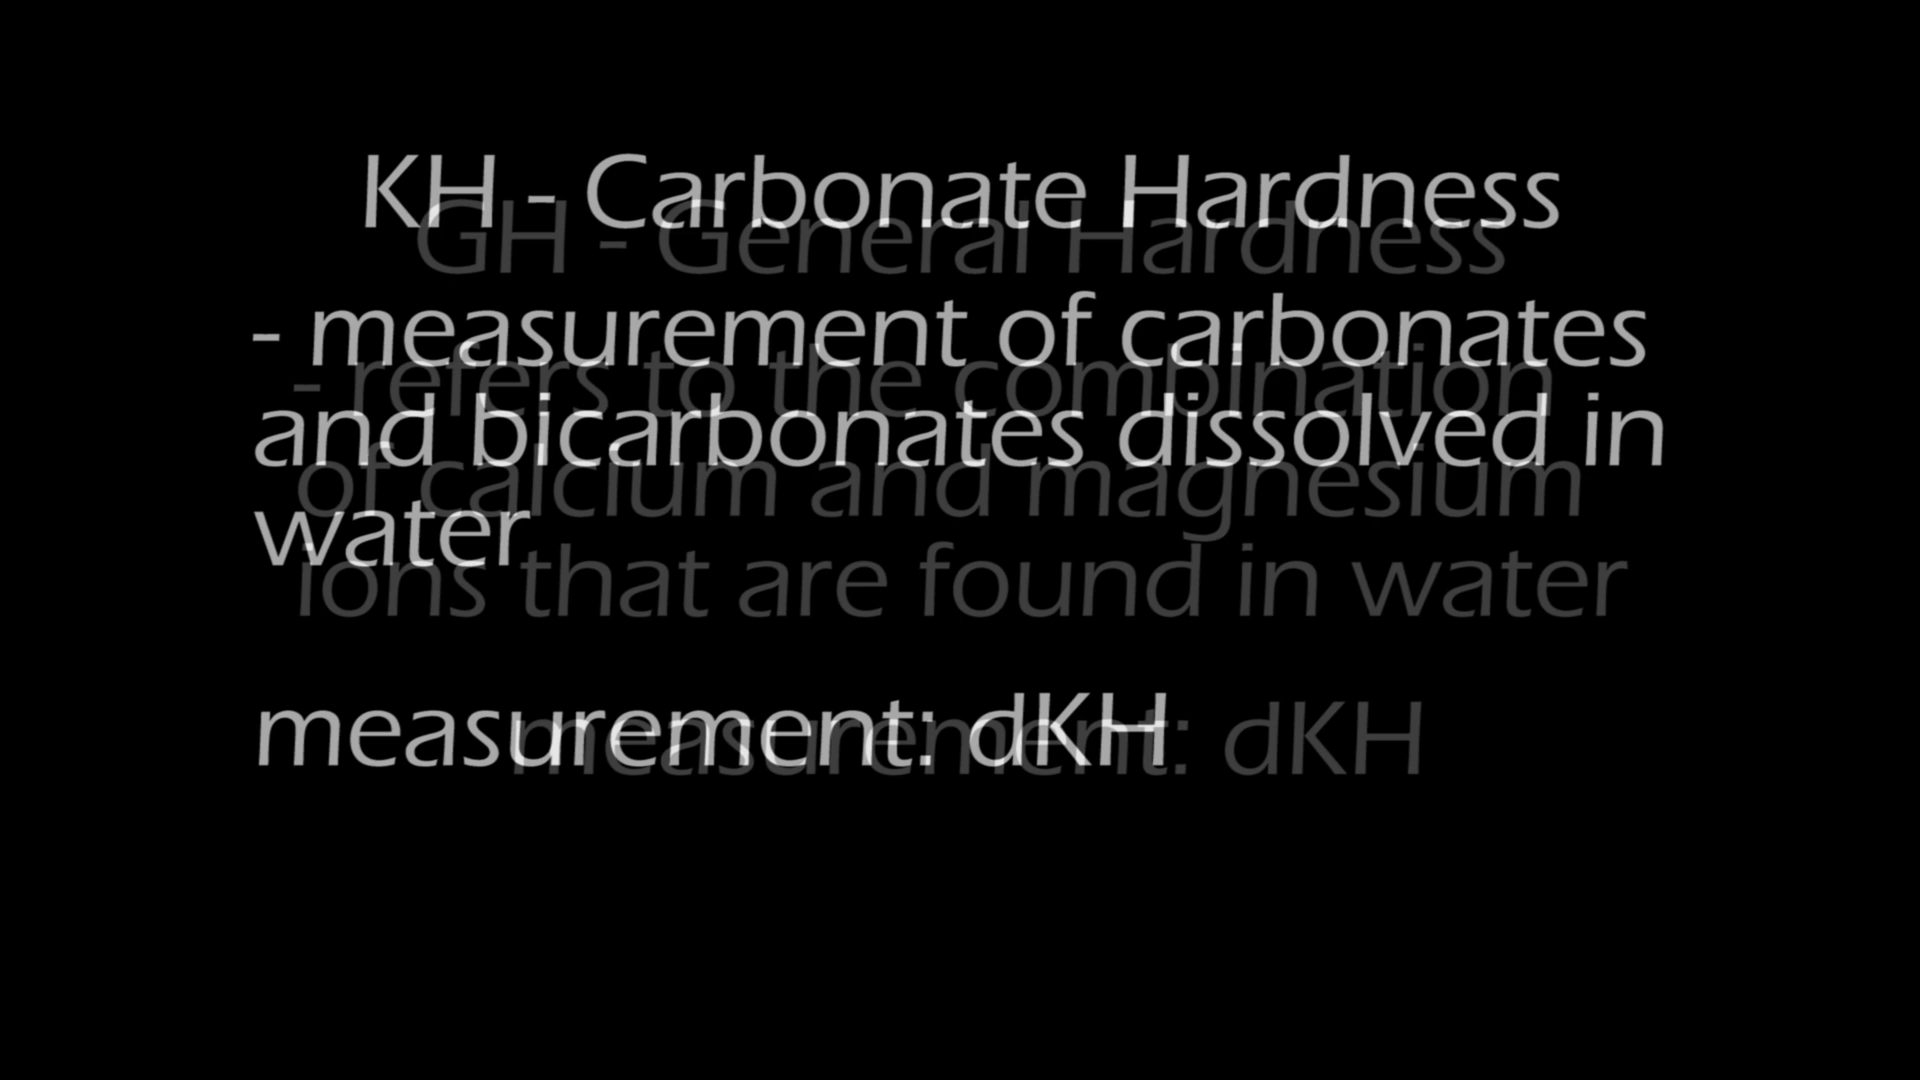 KH - Carbonate Hardness
- measurement of carbonates
and bicarbonates dissolved in
water
measurement: dKH
GH - General Hardness
- refers to the combination
of calcium and magnesium
ions that are found in water
measurement: dKH